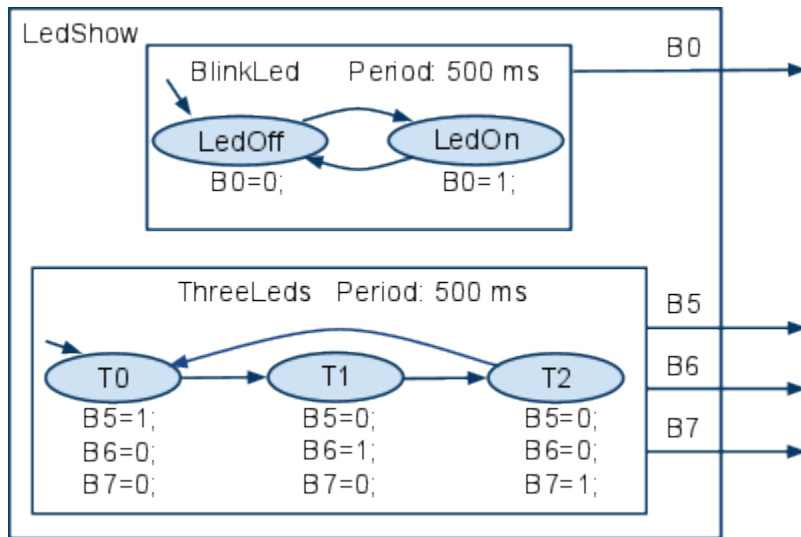 LedShow
B0
BlinkLed Period: 500 ms
LedOff LedOn
B0=0; B0=1;
ThreeLeds Period: 500 ms
B5
T0 T1 T2
B6
B5=1; B5=0; B5=0;
B6=0; B6=1; B6=0;
B7
B7=0; B7=0; B7=1;